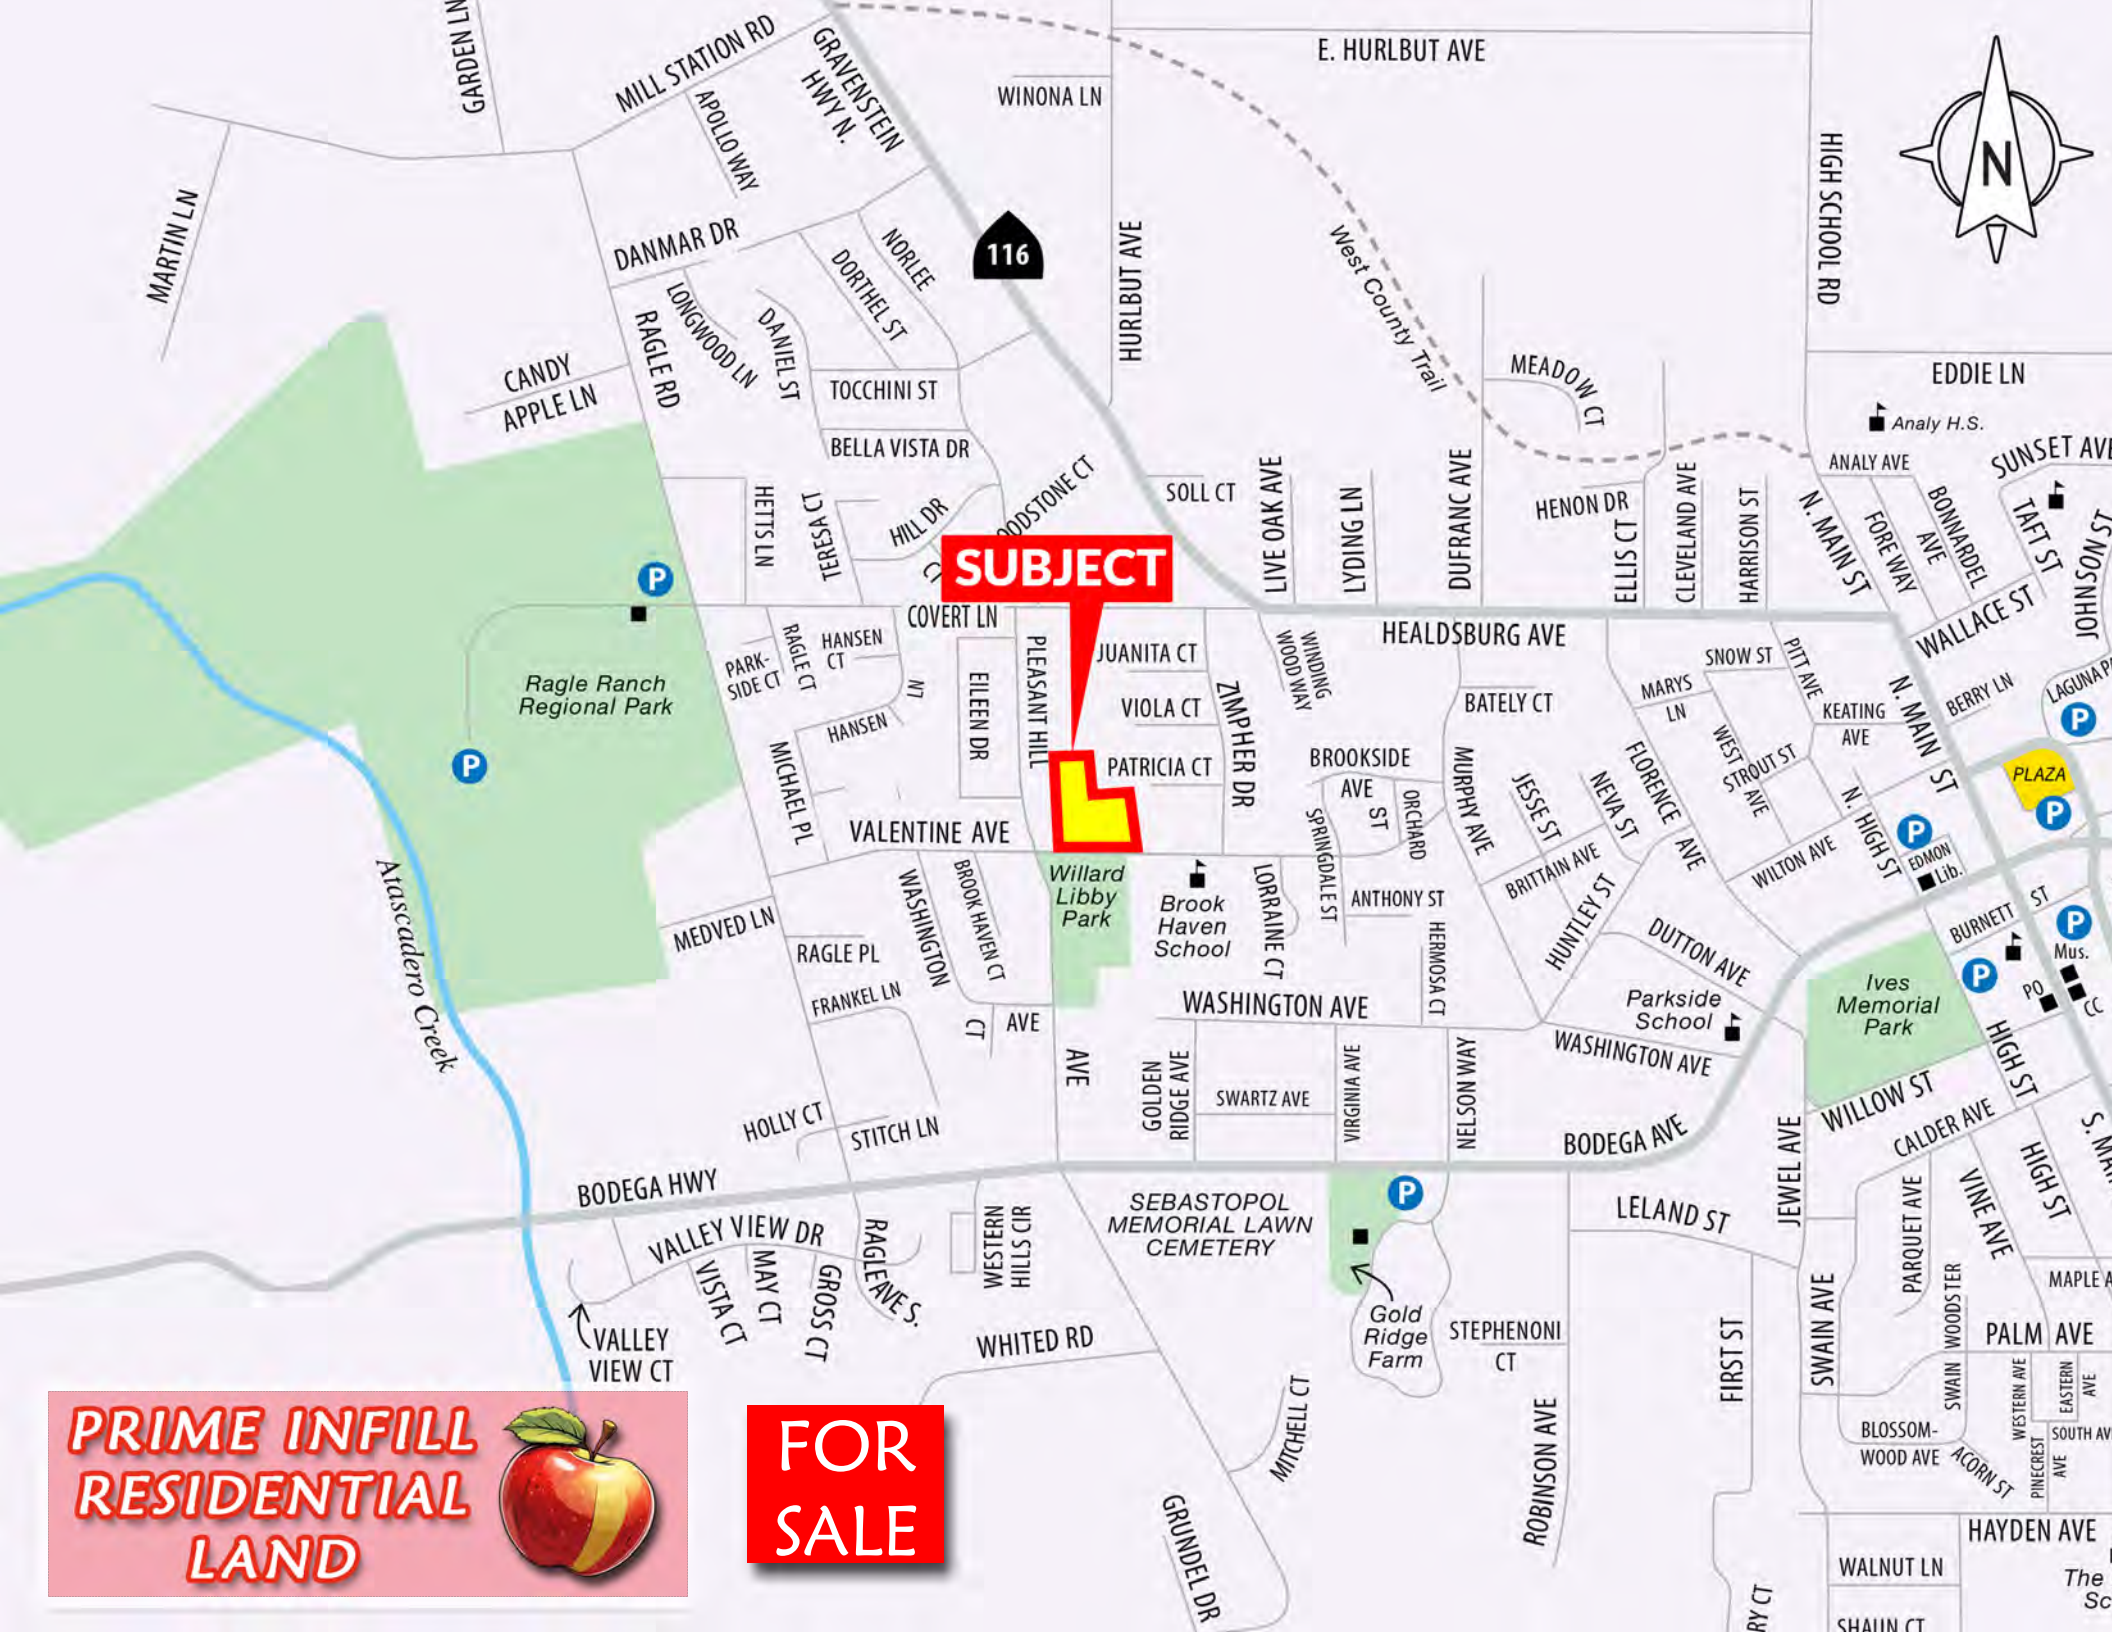 GARDEN LN
MILL STATION RD
GRAVENSTEIN
HWY N.
E. HURLBUT AVE
WINONA LN
APOLLO WAY
HIGH SCHOOL RD
N
MARTIN LN
DANMAR DR
NORLEE
DORTHEL ST
116
HURLBUT AVE
West County Trail
LONGWOOD LN
DANIEL ST
RAGLE RD
CANDY
APPLE LN
TOCCHINI ST
BELLA VISTA DR
MEADOW CT
EDDIE LN
Analy H.S.
SUNSET AVE
ANALY AVE
HETTS LN
TERESA CT
HILL DR
CT
SOLL CT
LIVE OAK AVE
LYDING LN
DUFRANC AVE
HENON DR
ELLIS CT
CLEVELAND AVE
HARRISON ST
N. MAIN ST
FORE WAY
BONNARDEL
AVE
TAFT ST
JOHNSON ST
WALLACE ST
SUBJECT
P
COVERT LN
HEALDSBURG AVE
PARK-
SIDE CT
RAGLE CT
HANSEN
CT
LN
HANSEN
EILEEN DR
PLEASANT HILL
JUANITA CT
VIOLA CT
PATRICIA CT
ZIMPHER DR
WINDING
WOOD WAY
BATELY CT
SNOW ST
PITT AVE
MARYS
LN
KEATING
AVE
N. MAIN ST
BERRY LN
P
Ragle Ranch
Regional Park
P
MICHAEL PL
BROOKSIDE
AVE
ST
ORCHARD
SPRINGDALE ST
MURPHY AVE
JESSE ST
NEVA ST
FLORENCE
AVE
WEST
AVE
STROUT ST
PLAZA
P
VALENTINE AVE
BRITTAIN AVE
WILTON AVE
N. HIGH ST
P
EDMON
Lib.
Atascadero Creek
MEDVED LN
WASHINGTON
BROOK HAVEN CT
Willard
Libby
Park
Brook
Haven
School
LORRAINE CT
ANTHONY ST
HERMOSA CT
HUNTLEY ST
DUTTON AVE
BURNETT
ST
P
Mus.
P
PO
CC
RAGLE PL
FRANKEL LN
CT
AVE
WASHINGTON AVE
Parkside
School
WASHINGTON AVE
Ives
Memorial
Park
HIGH ST
AVE
GOLDEN
RIDGE AVE
SWARTZ AVE
VIRGINIA AVE
NELSON WAY
WILLOW ST
CALDER AVE
HOLLY CT
STITCH LN
BODEGA AVE
JEWEL AVE
HIGH ST
BODEGA HWY
P
SEBASTOPOL
MEMORIAL LAWN
CEMETERY
LELAND ST
PARQUET AVE
VINE AVE
VALLEY VIEW DR
VISTA CT
MAY CT
GROSS CT
RAGLE AVE S.
WESTERN
HILLS CIR
VALLEY
VIEW CT
WHITED RD
Gold
Ridge
Farm
STEPHENONI
CT
FIRST ST
SWAIN AVE
SWAIN
WOODSTER
MAPLE A
PALM AVE
WESTERN AVE
EASTERN
AVE
SOUTH AV
PINECREST
AVE
BLOSSOM-
WOOD AVE
ACORN ST
MITCHELL CT
ROBINSON AVE
GRUNDEL DR
HAYDEN AVE
WALNUT LN
SHAUN CT
The
Sc
RY CT
PRIME INFILL
RESIDENTIAL
LAND
FOR
SALE